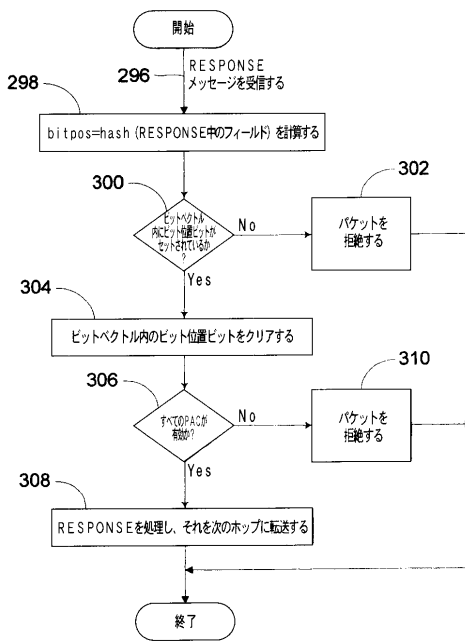 開始
296
RESPONSE
メッセージを受信する
298
bitpos=hash (RESPONSE中のフィールド) を計算する
300
ビットベクトル
内にビット位置ビットが
セットされているか
?
No
302
パケットを
拒絶する
Yes
304
ビットベクトル内のビット位置ビットをクリアする
306
すべてのPACが
有効か?
No
310
パケットを
拒絶する
Yes
308
RESPONSEを処理し、それを次のホップに転送する
終了